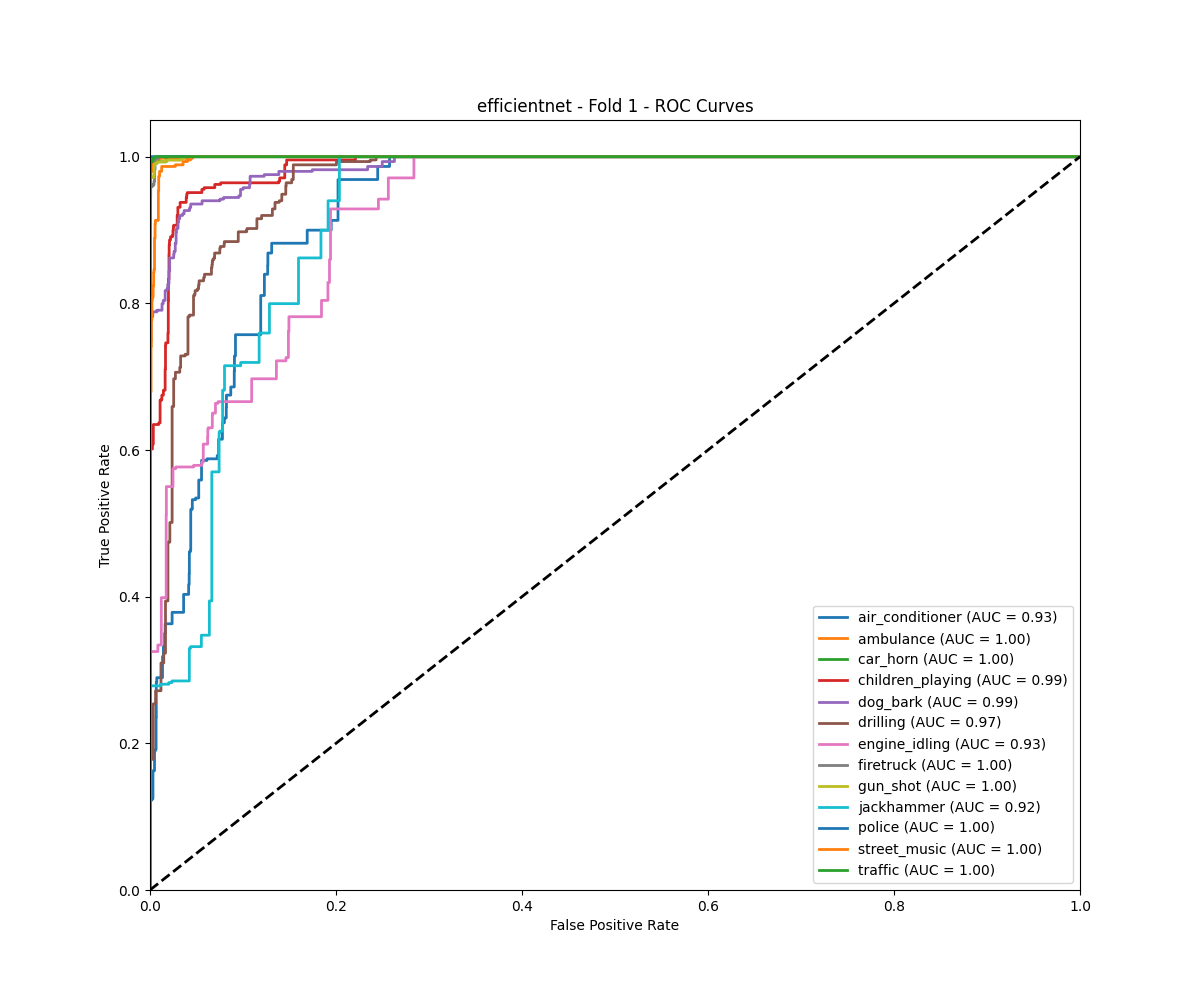 efficientnet - Fold 1 - ROC Curves
True Positive Rate
1.0
0.8
0.6
0.4
0.2
0.0
0.0 0.2 0.4 0.6 0.8 1.0
False Positive Rate
air_conditioner (AUC = 0.93)
ambulance (AUC = 1.00)
car_horn (AUC = 1.00)
children_playing (AUC = 0.99)
dog_bark (AUC = 0.99)
drilling (AUC = 0.97)
engine_idling (AUC = 0.93)
firetruck (AUC = 1.00)
gun_shot (AUC = 1.00)
jackhammer (AUC = 0.92)
police (AUC = 1.00)
street_music (AUC = 1.00)
traffic (AUC = 1.00)